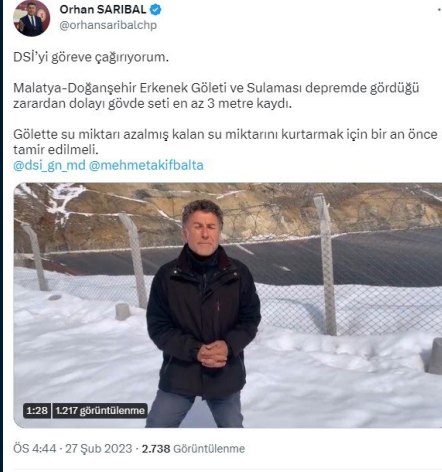 Orhan SARIBAL
@orhansaribalchp
DSİ'yi göreve çağırıyorum.
Malatya-Doğanşehir Erkenek Göleti ve Sulaması depremde gördüğü
zarardan dolayı gövde seti en az 3 metre kaydı.
Gölette su miktarı azalmış kalan su miktarını kurtarmak için bir an önce
tamir edilmeli.
@dsi_gn_md @mehmetakifbalta
1:28 1.217 görüntülenme
ÖS 4:44 · 27 Şub 2023 · 2.738 Görüntülenme